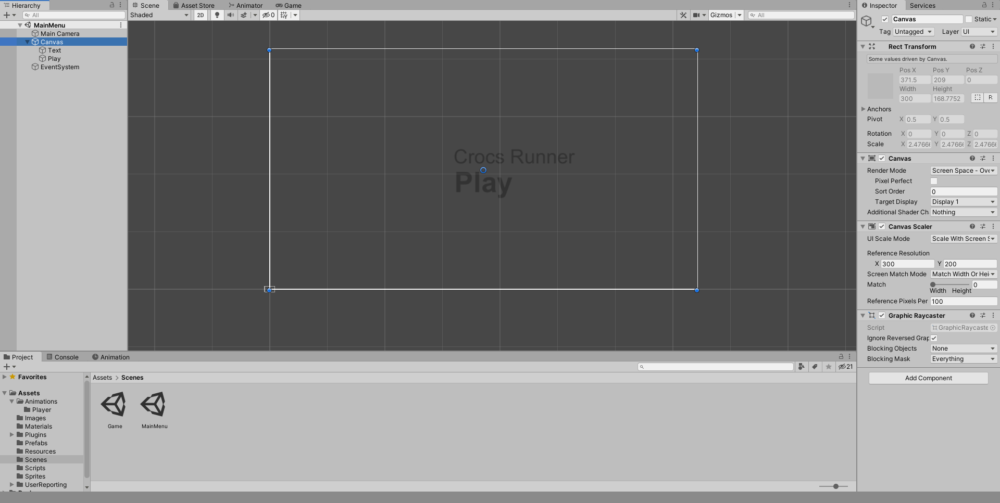 Hierarchy
Scene
Asset Store
Animator
Game
Inspector
Services
All
Shaded
2D
0
Gizmos
All
MainMenu
Main Camera
Canvas
Text
Play
EventSystem
Crocs Runner
Play
Canvas
Static
Tag Untagged Layer UI
Rect Transform
Some values driven by Canvas.
Pos X Pos Y Pos Z
371.5 209 0
Width Height
300 168.7752 R
Anchors
Pivot X 0.5 Y 0.5
Rotation X 0 Y 0 Z 0
Scale X 2.4766 Y 2.4766 Z 2.4766
Canvas
Render Mode Screen Space - Ove
Pixel Perfect
Sort Order 0
Target Display Display 1
Additional Shader Ch Nothing
Canvas Scaler
UI Scale Mode Scale With Screen S
Reference Resolution
X 300 Y 200
Screen Match Mode Match Width Or Hei
Match 0
Width Height
Reference Pixels Per 100
Graphic Raycaster
Script GraphicRaycaste
Ignore Reversed Grap
Blocking Objects None
Blocking Mask Everything
Add Component
Project
Console
Animation
21
Favorites
Assets
Animations
Player
Images
Materials
Plugins
Prefabs
Resources
Scenes
Scripts
Sprites
UserReporting
Assets > Scenes
Game
MainMenu